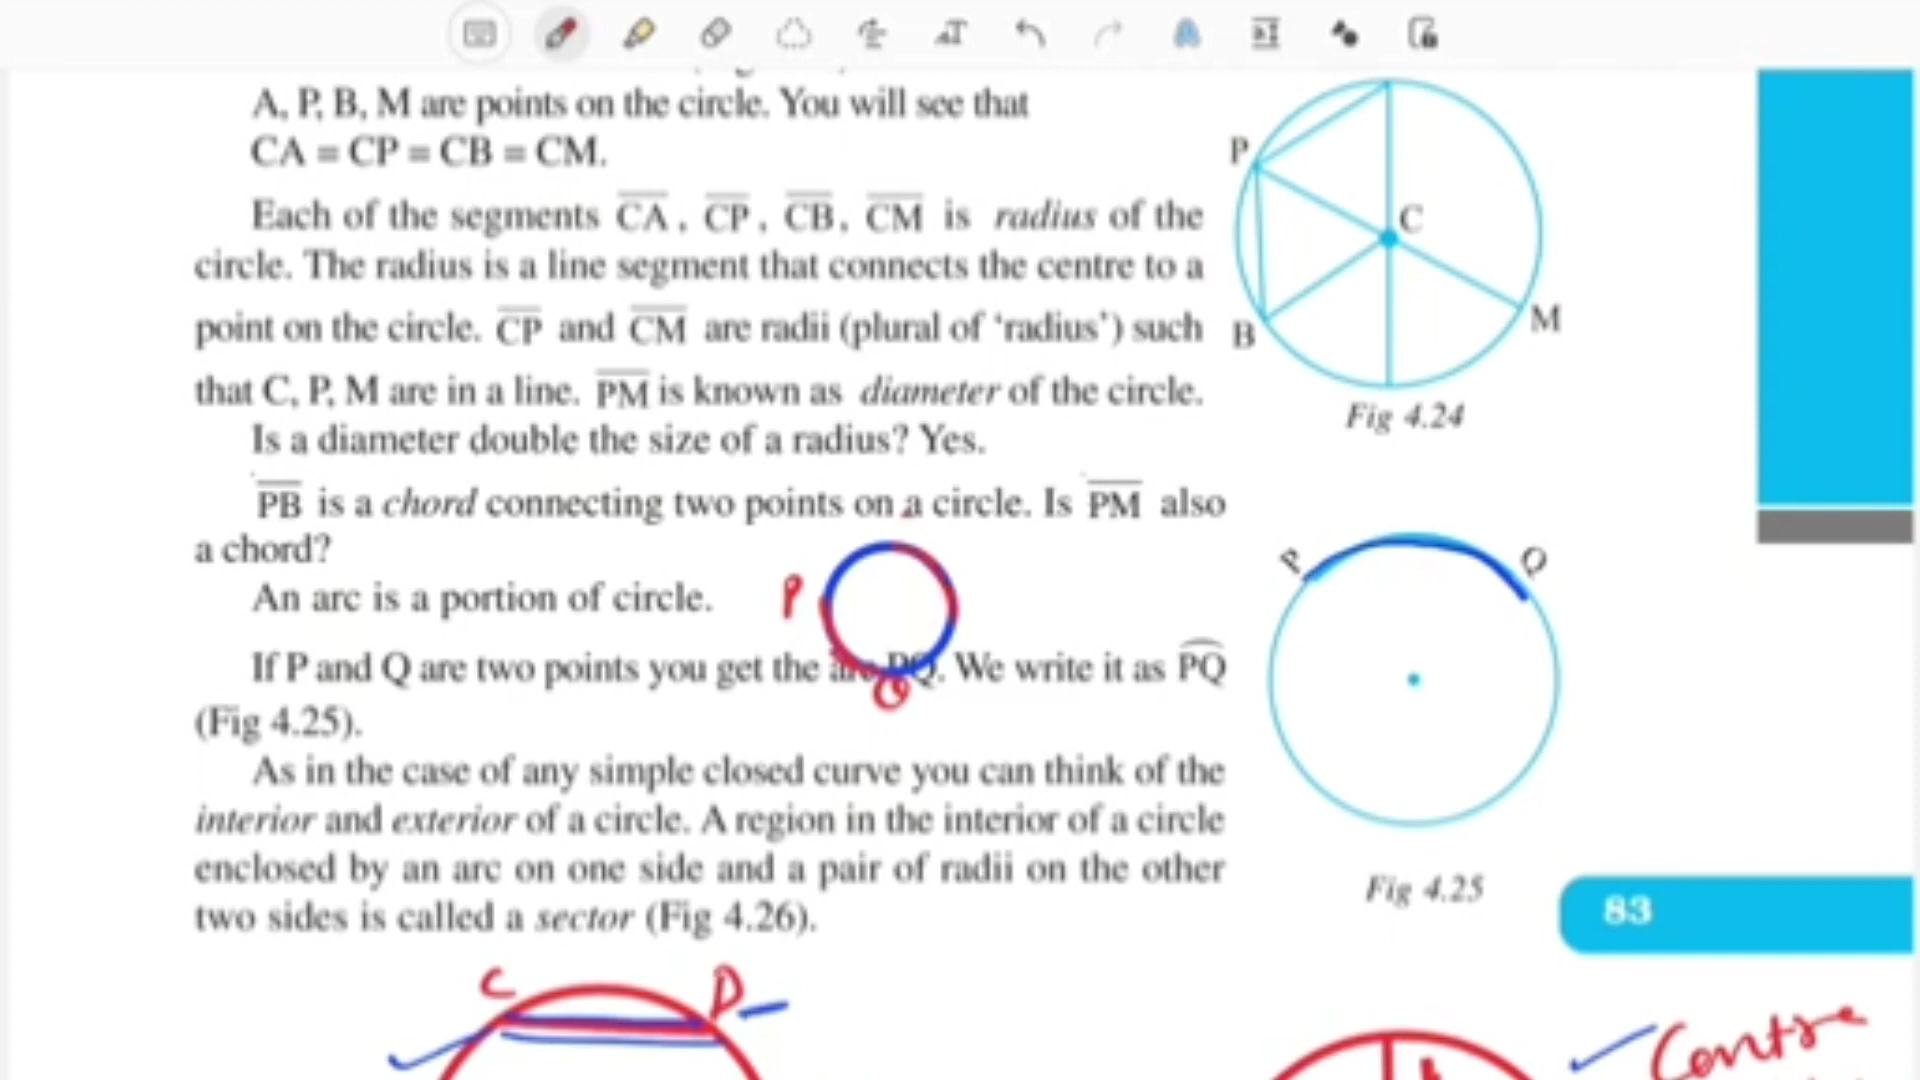 A, P, B, M are points on the circle. You will see that
CA = CP = CB = CM.
Each of the segments CA, CP, CB, CM is radius of the
circle. The radius is a line segment that connects the centre to a
point on the circle. CP and CM are radii (plural of ‘radius’) such
that C, P, M are in a line. PM is known as diameter of the circle.
Is a diameter double the size of a radius? Yes.
PB is a chord connecting two points on a circle. Is PM also
a chord?
An arc is a portion of circle.
If P and Q are two points you get the arc PQ. We write it as PQ
(Fig 4.25).
As in the case of any simple closed curve you can think of the
interior and exterior of a circle. A region in the interior of a circle
enclosed by an arc on one side and a pair of radii on the other
two sides is called a sector (Fig 4.26).
P
C
B
M
Fig 4.24
P
Q
P
Q
Fig 4.25
83
C
D
Centre